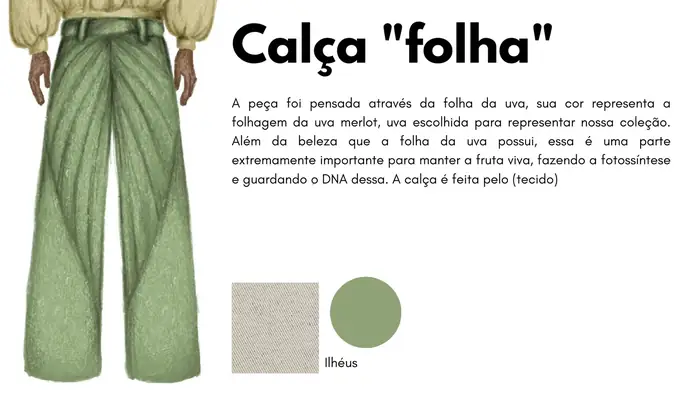 Calça "folha"
A peça foi pensada através da folha da uva, sua cor representa a
folhagem da uva merlot, uva escolhida para representar nossa coleção.
Além da beleza que a folha da uva possui, essa é uma parte
extremamente importante para manter a fruta viva, fazendo a fotossíntese
e guardando o DNA dessa. A calça é feita pelo (tecido)
Ilhéus